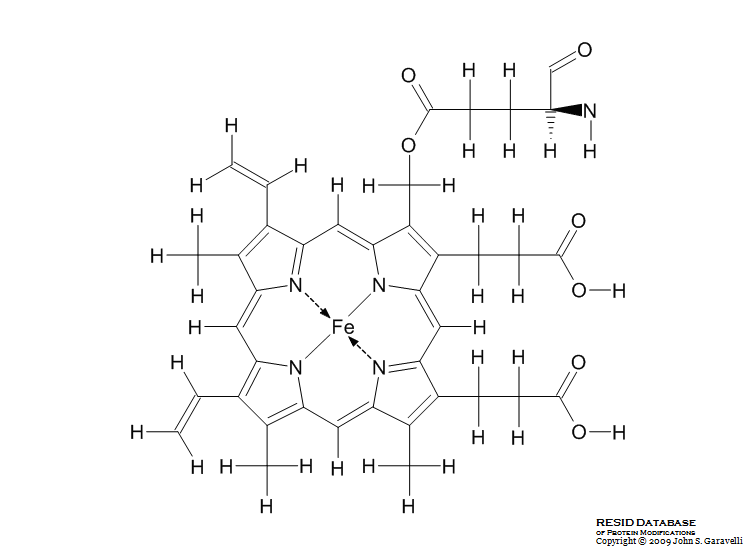 O
H H
O
N
H H H H
O
H
H H H
H
H H
H H H O
H
N N O H
H H H
H Fe H
H H H O
N N
H O H
H H H
H H H H H
H H
RESID DATABASE
OF PROTEIN MODIFICATIONS
Copyright © 2009 John S. Garavelli